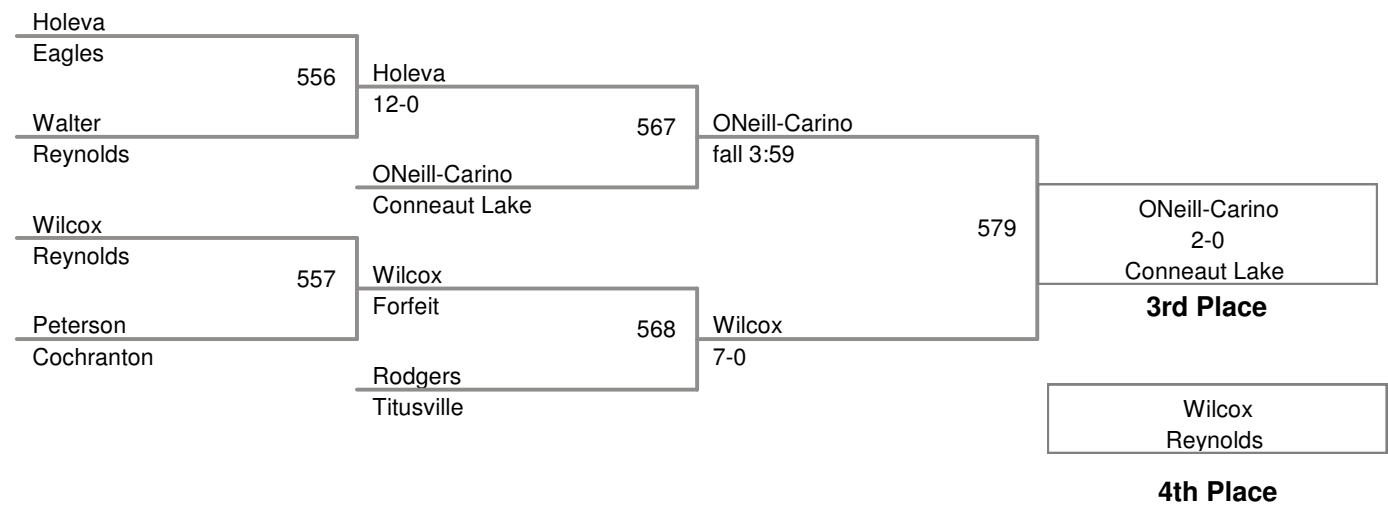 Holeva
Eagles
556
Walter
Reynolds
Wilcox
Reynolds
557
Peterson
Cochranton
Holeva
12-0
567
ONeill-Carino
Conneaut Lake
Wilcox
Forfeit
568
Rodgers
Titusville
ONeill-Carino
fall 3:59
579
Wilcox
7-0
ONeill-Carino
2-0
Conneaut Lake
3rd Place
Wilcox
Reynolds
4th Place